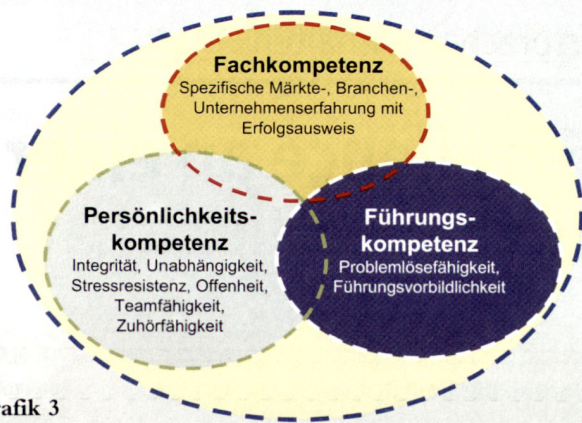 Fachkompetenz
Spezifische Märkte-, Branchen-,
Unternehmenserfahrung mit
Erfolgsausweis
Persönlichkeits-
kompetenz
Integrität, Unabhängigkeit,
Stressresistenz, Offenheit,
Teamfähigkeit,
Zuhörfähigkeit
Führungs-
kompetenz
Problemlösefähigkeit,
Führungsvorbildlichkeit
rafik 3